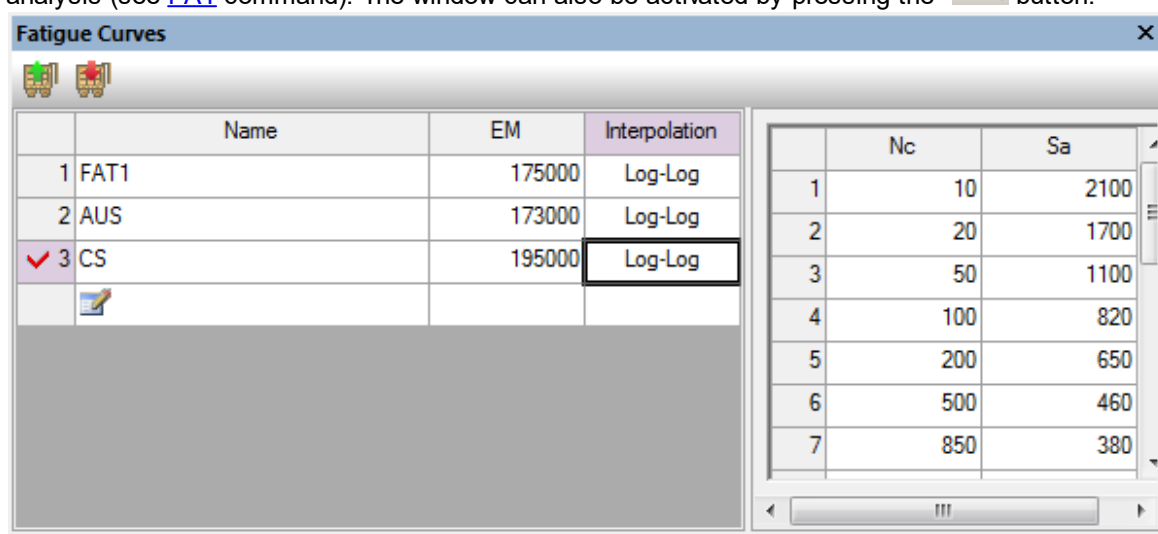 analysis (see FAT command). The window can also be activated by pressing the button.
Fatigue Curves
Name EM Interpolation
1 FAT1 175000 Log-Log
2 AUS 173000 Log-Log
3 CS 195000 Log-Log
Nc Sa
1 10 2100
2 20 1700
3 50 1100
4 100 820
5 200 650
6 500 460
7 850 380